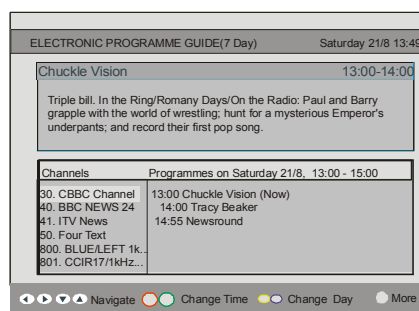 ELECTRONIC PROGRAMME GUIDE(7 Day) Saturday 21/8 13:49
Chuckle Vision 13:00-14:00
Triple bill. In the Ring/Romany Days/On the Radio: Paul and Barry
grapple with the world of wrestling; hunt for a mysterious Emperor's
underpants; and record their first pop song.
Channels Programmes on Saturday 21/8, 13:00 - 15:00
30. CBBC Channel 13:00 Chuckle Vision (Now)
40. BBC NEWS 24 14:00 Tracy Beaker
41. ITV News 14:55 Newsround
50. Four Text
800. BLUE/LEFT 1k...
801. CCIR17/1kHz...
Navigate Change Time Change Day More